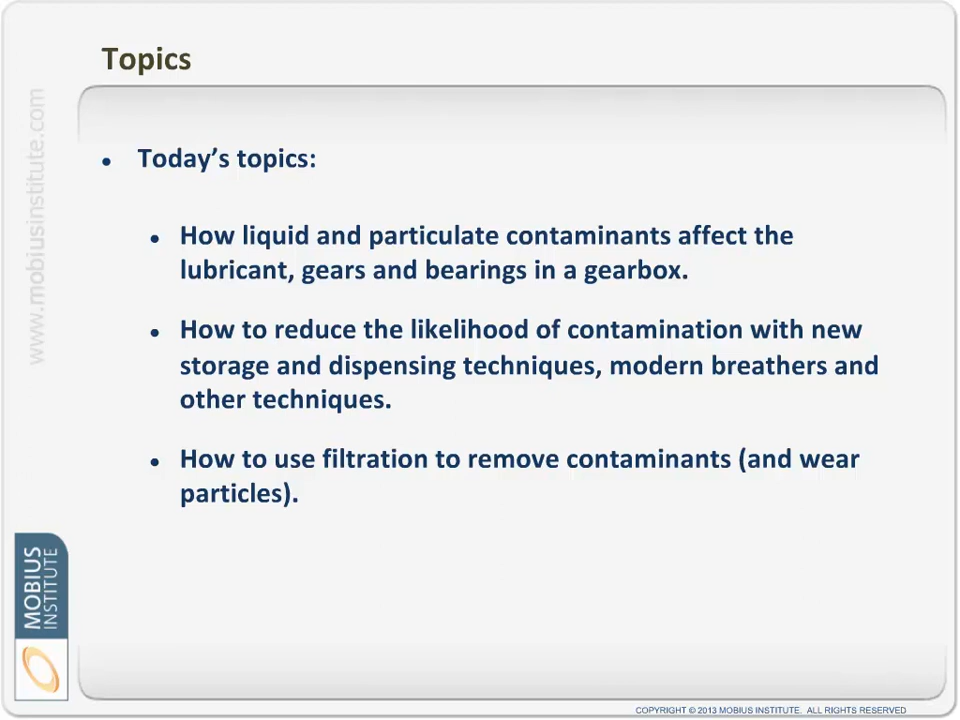 Topics
www.mobiusinstitute.com
• Today’s topics:
• How liquid and particulate contaminants affect the
lubricant, gears and bearings in a gearbox.
• How to reduce the likelihood of contamination with new
storage and dispensing techniques, modern breathers and
other techniques.
• How to use filtration to remove contaminants (and wear
particles).
MOBIUS
INSTITUTE
COPYRIGHT © 2013 MOBIUS INSTITUTE. ALL RIGHTS RESERVED